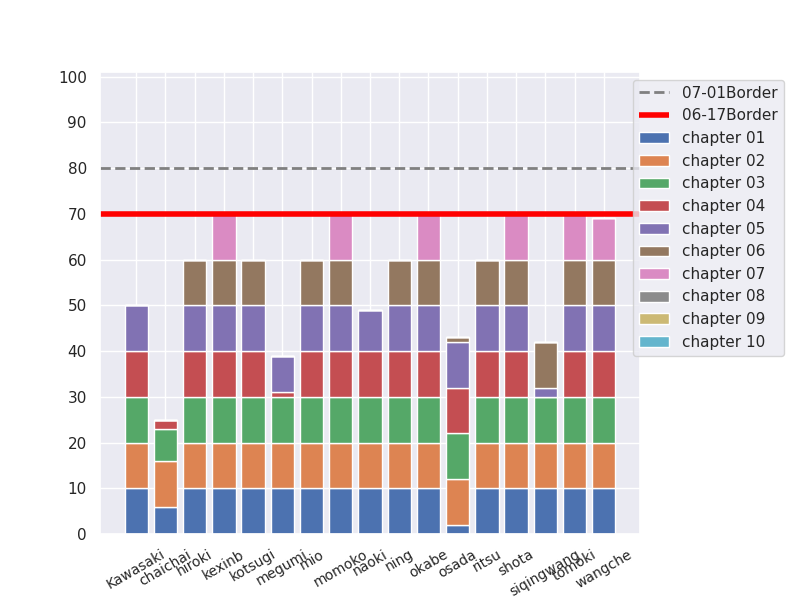 100
90
80
70
60
50
40
30
20
10
0
Kawasaki
chaichai
hiroki
kexinb
kotsugi
megumi
mio
momoko
naoki
ning
okabe
osada
ritsu
shota
siqingwang
tomoki
wangche
07-01Border
06-17Border
chapter 01
chapter 02
chapter 03
chapter 04
chapter 05
chapter 06
chapter 07
chapter 08
chapter 09
chapter 10